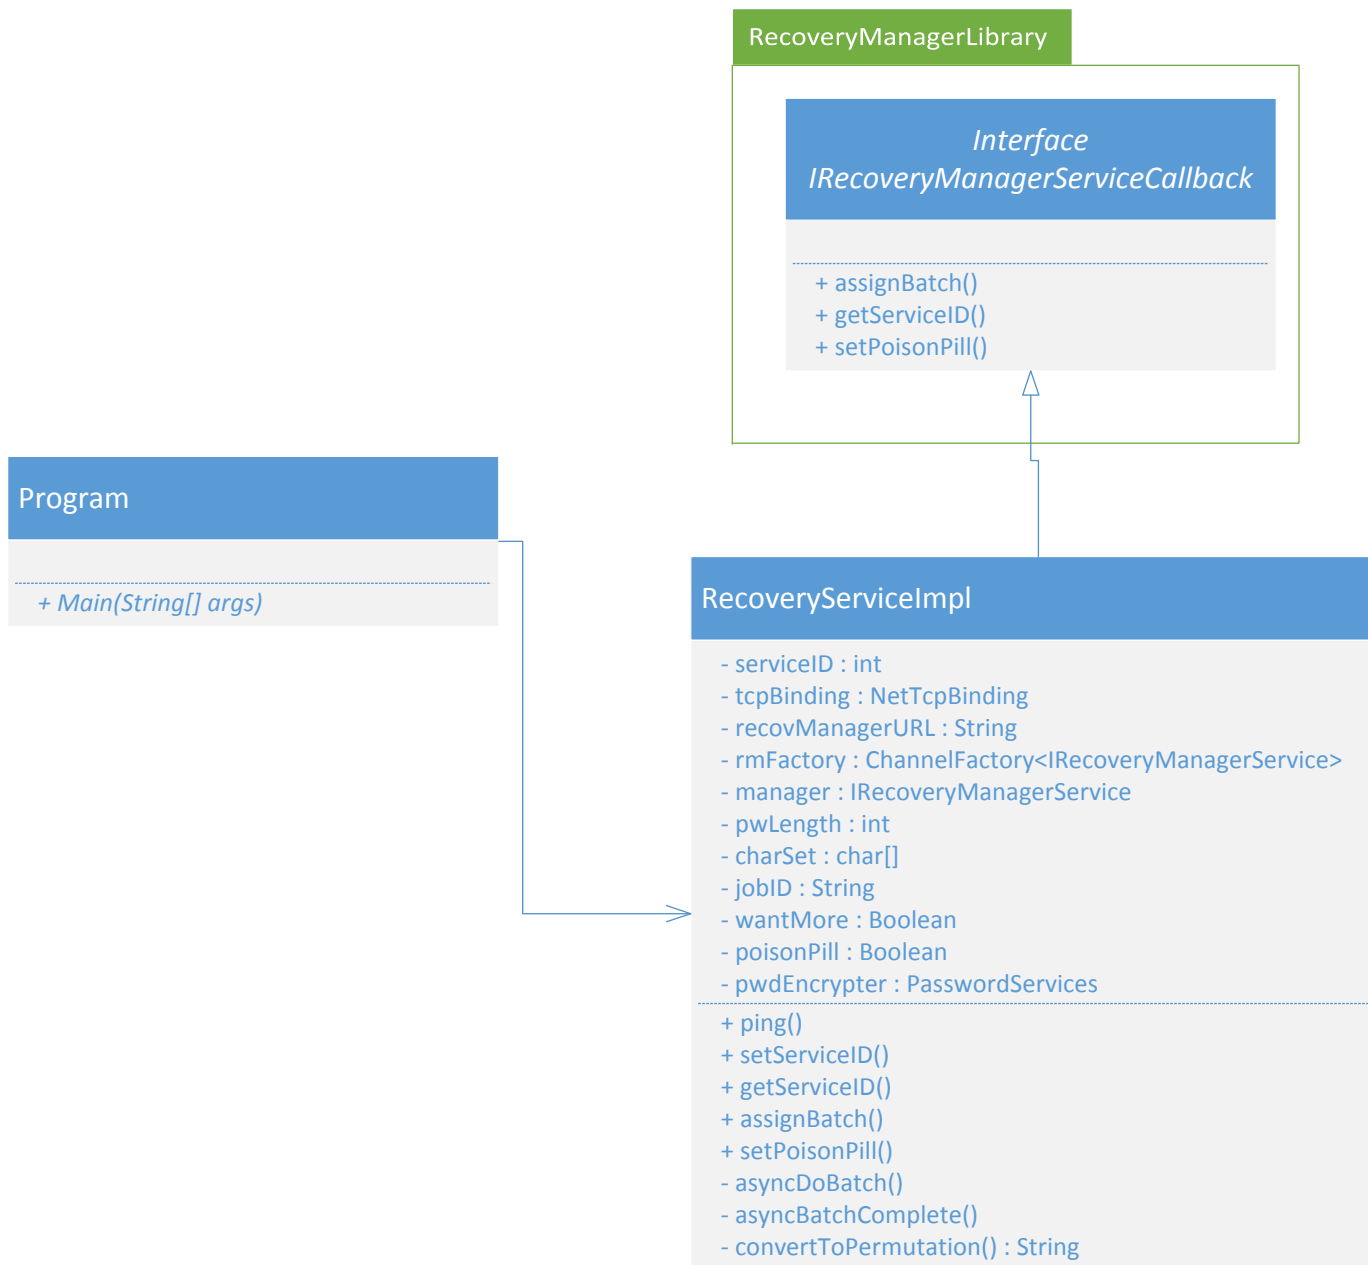 RecoveryManagerLibrary
Interface
IRecoveryManagerServiceCallback
+ assignBatch()
+ getServiceID()
+ setPoisonPill()
Program
+ Main(String[] args)
RecoveryServiceImpl
- serviceID : int
- tcpBinding : NetTcpBinding
- recovManagerURL : String
- rmFactory : ChannelFactory<IRecoveryManagerService>
- manager : IRecoveryManagerService
- pwLength : int
- charSet : char[]
- jobID : String
- wantMore : Boolean
- poisonPill : Boolean
- pwdEncrypter : PasswordServices
+ ping()
+ setServiceID()
+ getServiceID()
+ assignBatch()
+ setPoisonPill()
- asyncDoBatch()
- asyncBatchComplete()
- convertToPermutation() : String